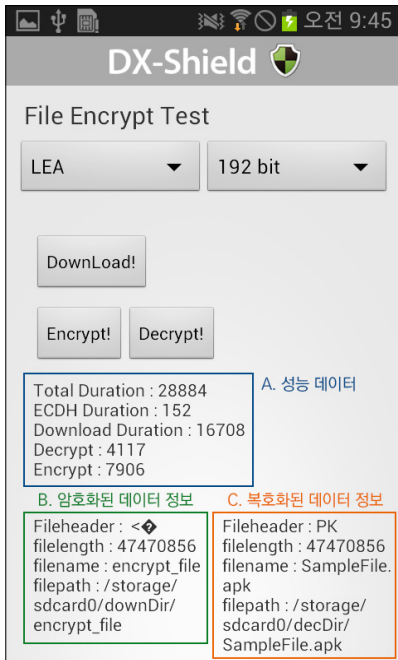 오전 9:45
DX-Shield
File Encrypt Test
LEA
192 bit
DownLoad!
Encrypt!
Decrypt!
A. 성능 데이터
Total Duration : 28884
ECDH Duration : 152
Download Duration : 16708
Decrypt : 4117
Encrypt : 7906
B. 암호화된 데이터 정보
Fileheader : <�
filelength : 47470856
filename : encrypt_file
filepath : /storage/
sdcard0/downDir/
encrypt_file
C. 복호화된 데이터 정보
Fileheader : PK
filelength : 47470856
filename : SampleFile.
apk
filepath : /storage/
sdcard0/decDir/
SampleFile.apk